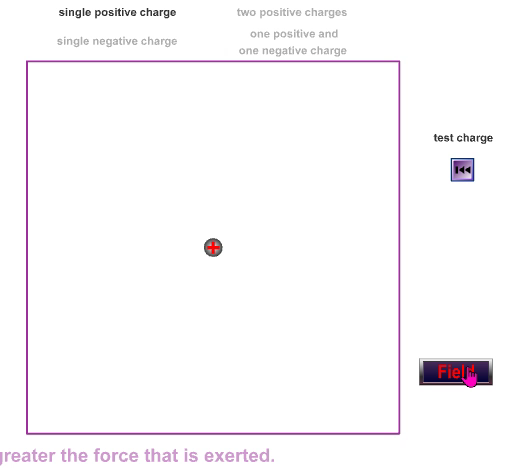 single positive charge
two positive charges
single negative charge
one positive and
one negative charge
test charge
Field
greater the force that is exerted.